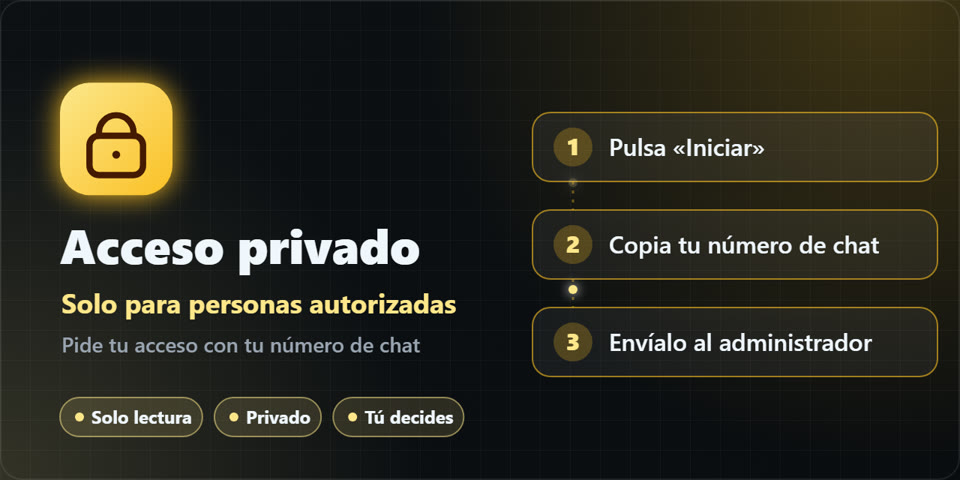 Acceso privado
Solo para personas autorizadas
Pide tu acceso con tu número de chat
Solo lectura
Privado
Tú decides
1 Pulsa «Iniciar»
2 Copia tu número de chat
3 Envíalo al administrador